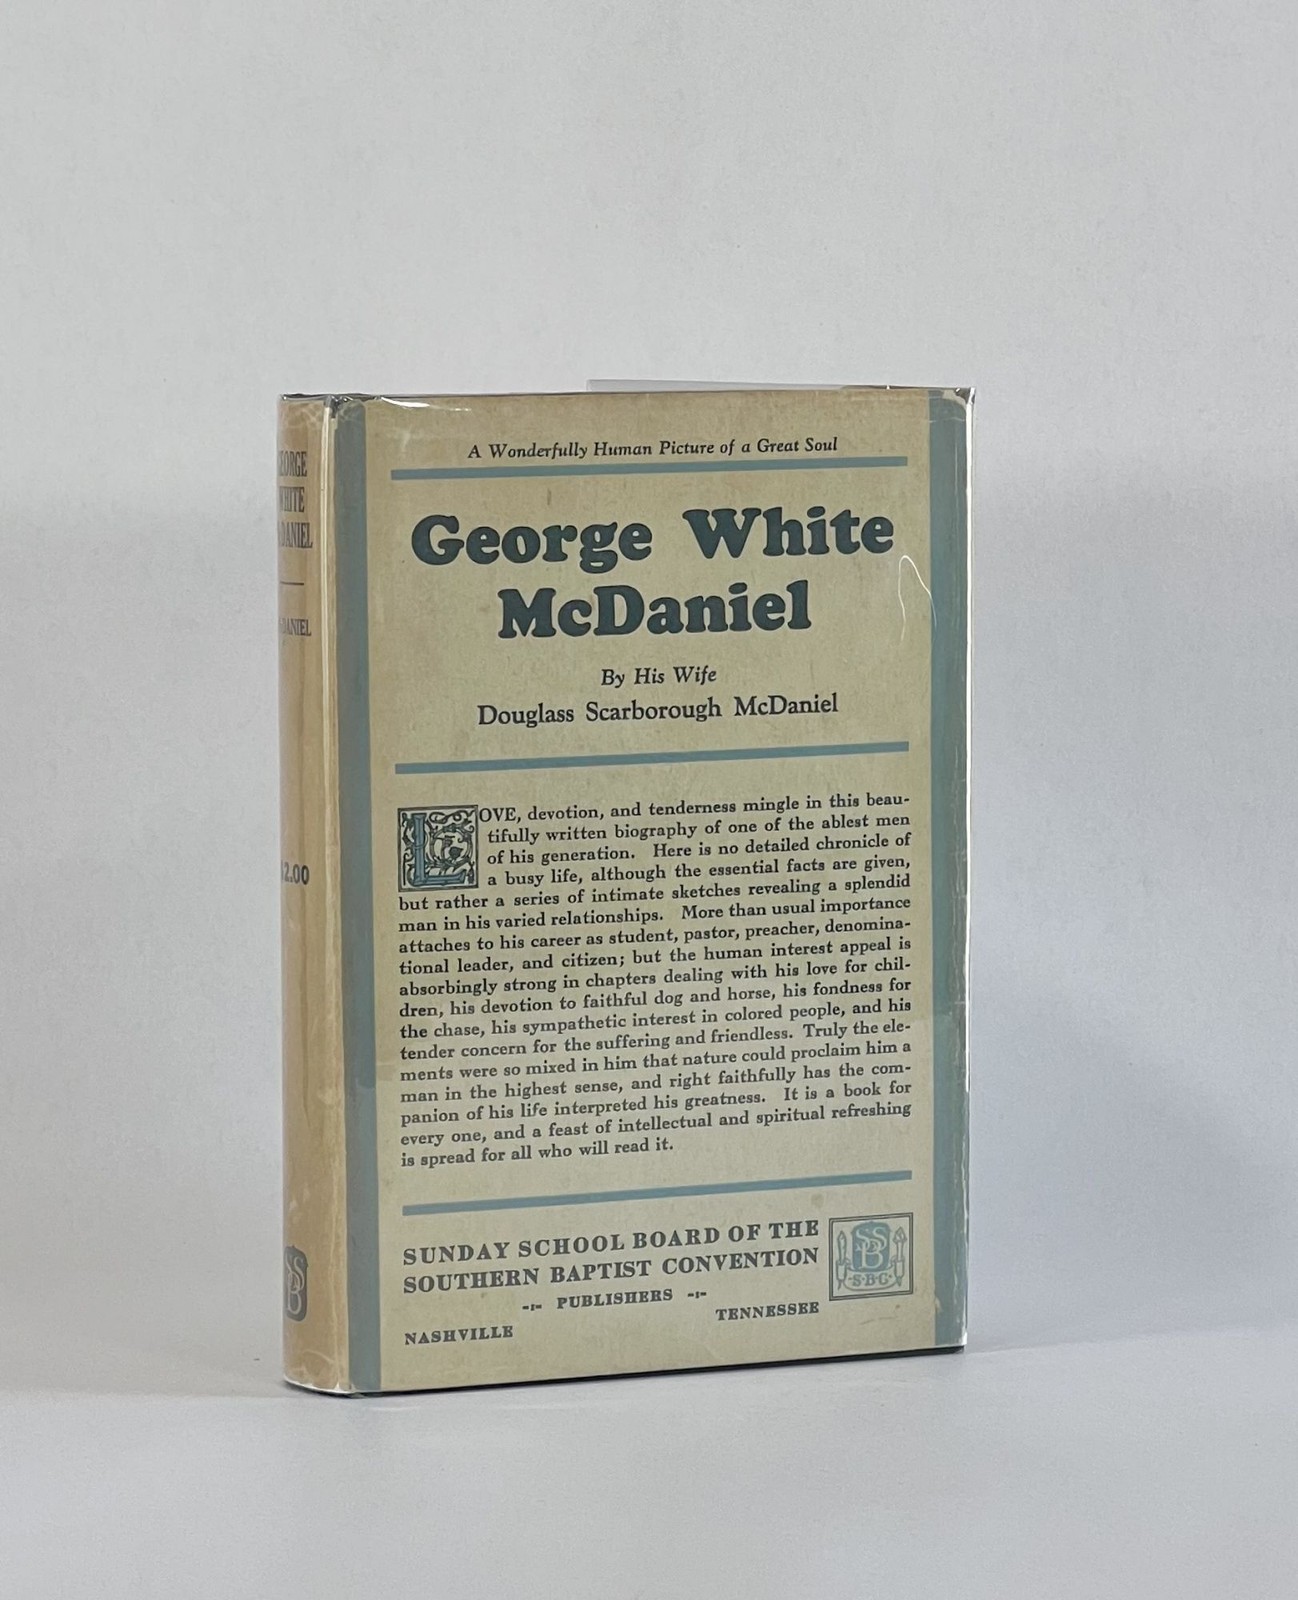 A Wonderfully Human Picture of a Great Soul
George White
McDaniel
By His Wife
Douglass Scarborough McDaniel
LOVE, devotion, and tenderness mingle in this beau-
tifully written biography of one of the ablest men
of his generation. Here is no detailed chronicle of
a busy life, although the essential facts are given,
but rather a series of intimate sketches revealing a splendid
man in his varied relationships. More than usual importance
attaches to his career as student, pastor, preacher, denomina-
tional leader, and citizen; but the human interest appeal is
absorbingly strong in chapters dealing with his love for chil-
dren, his devotion to faithful dog and horse, his fondness for
the chase, his sympathetic interest in colored people, and his
tender concern for the suffering and friendless. Truly the ele-
ments were so mixed in him that nature could proclaim him a
man in the highest sense, and right faithfully has the com-
panion of his life interpreted his greatness. It is a book for
every one, and a feast of intellectual and spiritual refreshing
is spread for all who will read it.
SUNDAY SCHOOL BOARD OF THE
SOUTHERN BAPTIST CONVENTION
PUBLISHERS
NASHVILLE TENNESSEE
SSB
S·B·C
EORGE
WHITE
DANIEL
DANIEL
2.00
SSB